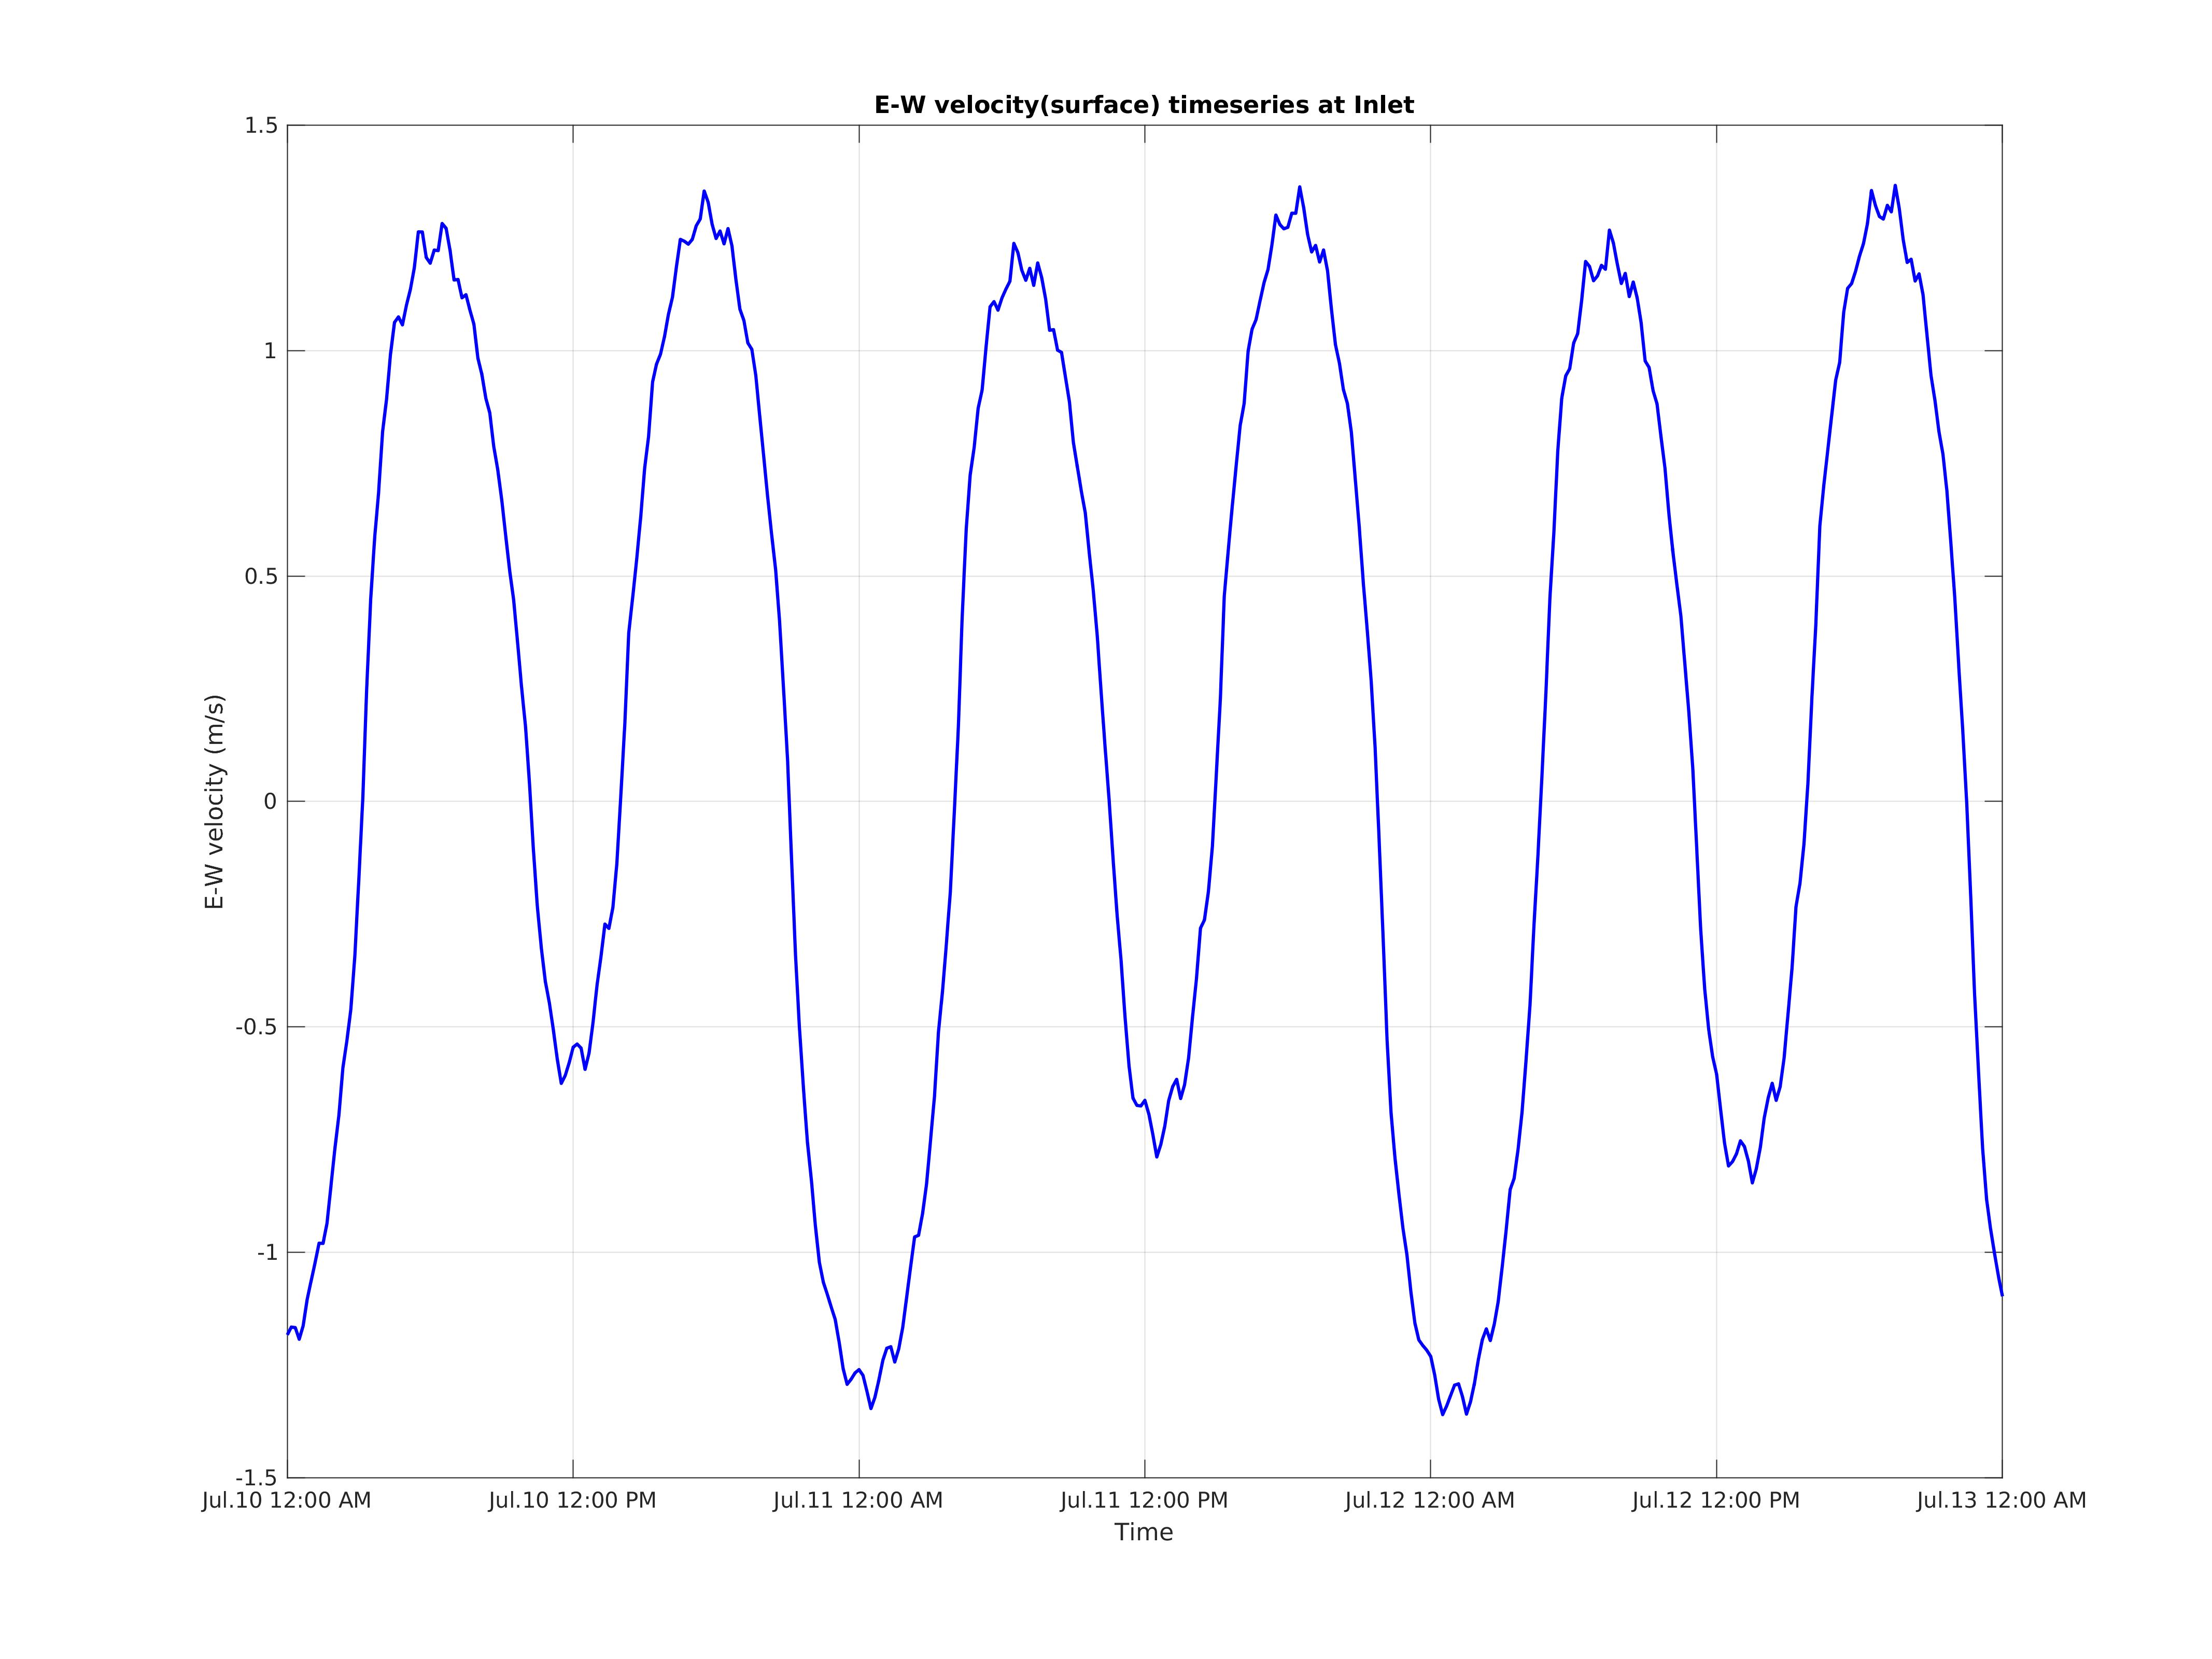 E-W velocity(surface) timeseries at Inlet
1.5
1
0.5
0
-0.5
-1
-1.5
E-W velocity (m/s)
Jul.10 12:00 AM Jul.10 12:00 PM Jul.11 12:00 AM Jul.11 12:00 PM Jul.12 12:00 AM Jul.12 12:00 PM Jul.13 12:00 AM
Time